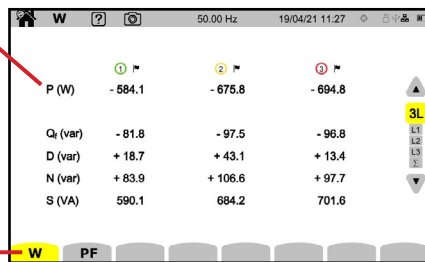 W ? 50.00 Hz 19/04/21 11:27
1 2 3
P (W) - 584.1 - 675.8 - 694.8
3L
Qf (var) - 81.8 - 97.5 - 96.8
L1
L2
D (var) + 18.7 + 43.1 + 13.4
L3
Σ
N (var) + 83.9 + 106.6 + 97.7
S (VA) 590.1 684.2 701.6
W PF